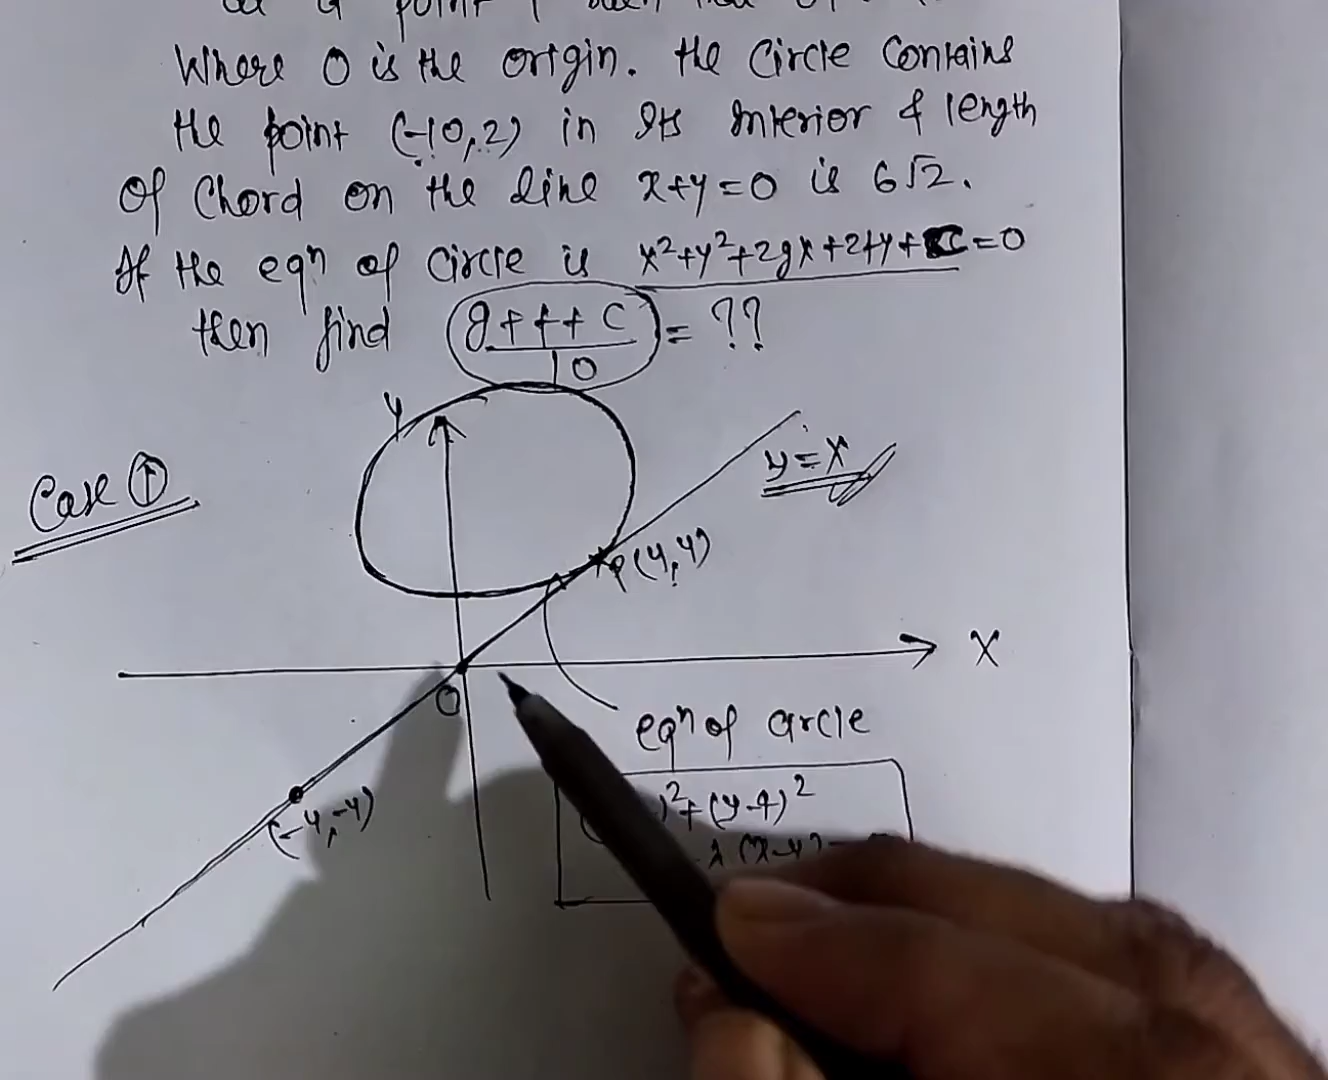 Where O is the origin. The Circle Contains
the point (-10,2) in Its Interior & length
Of Chord on the Line x+y=0 is 6√2.
If the eqn of Circle is x²+y²+2gx+2fy+C=0
then find (g+f+C)/10 = ??
Y
Case ①
y=x
P(4,4)
X
O
eqn of circle
(-4,-4)
)²+(y-4)²
λ(x-y)